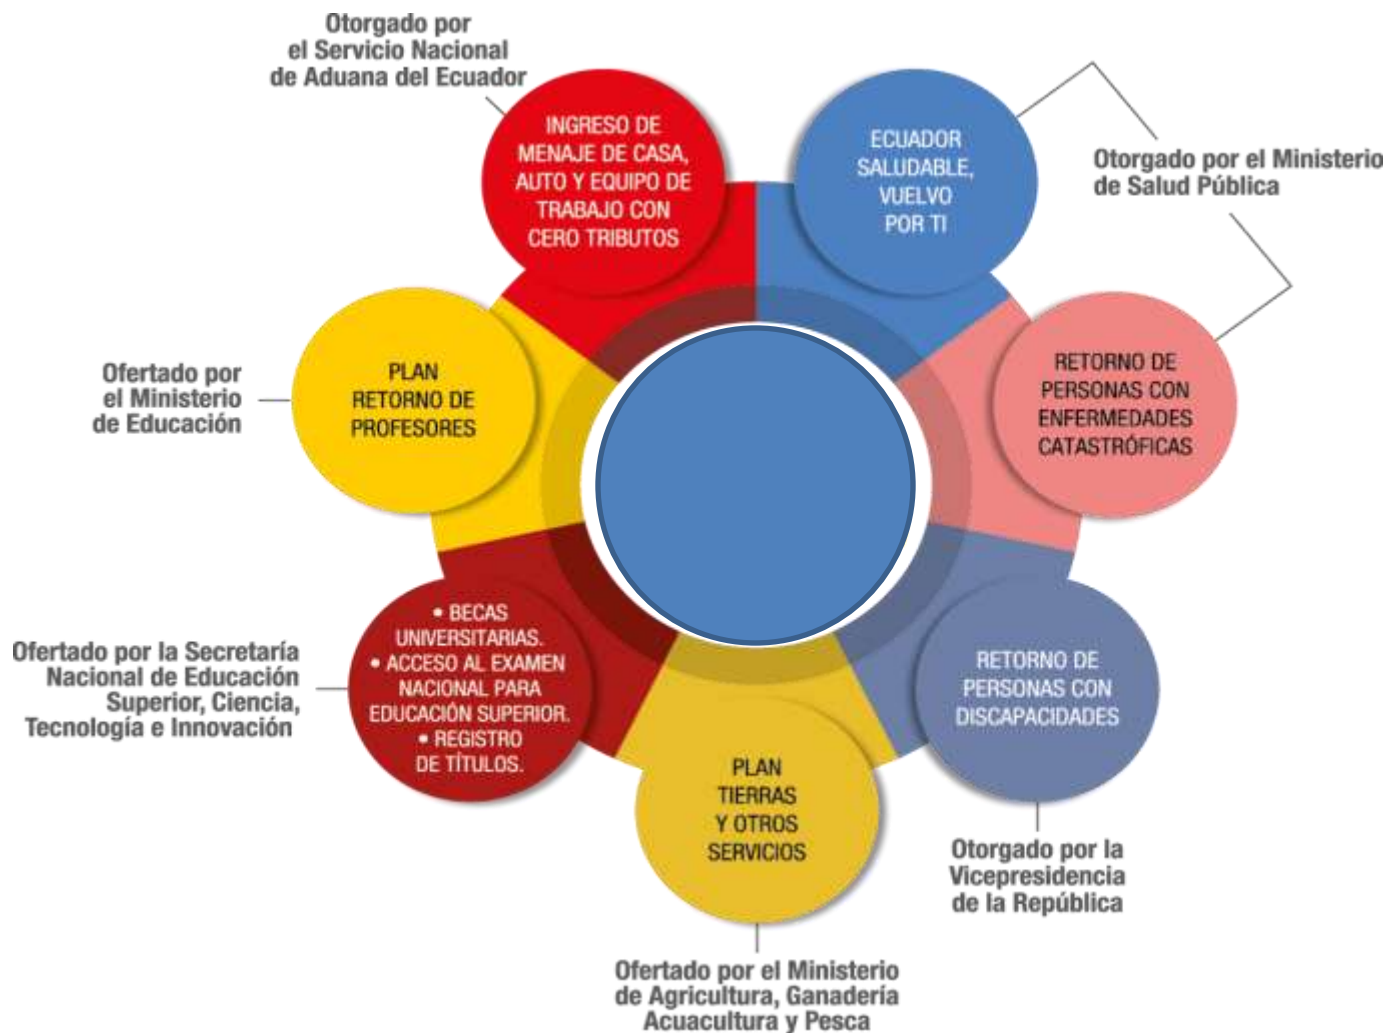 Otorgado por
el Servicio Nacional
de Aduana del Ecuador
INGRESO DE
MENAJE DE CASA,
AUTO Y EQUIPO DE
TRABAJO CON
CERO TRIBUTOS
ECUADOR
SALUDABLE,
VUELVO
POR TI
Otorgado por el Ministerio
de Salud Pública
RETORNO DE
PERSONAS CON
ENFERMEDADES
CATASTRÓFICAS
Ofertado por
el Ministerio
de Educación
PLAN
RETORNO DE
PROFESORES
Ofertado por la Secretaría
Nacional de Educación
Superior, Ciencia,
Tecnología e Innovación
• BECAS
UNIVERSITARIAS.
• ACCESO AL EXAMEN
NACIONAL PARA
EDUCACIÓN SUPERIOR.
• REGISTRO
DE TÍTULOS.
RETORNO DE
PERSONAS CON
DISCAPACIDADES
Otorgado por la
Vicepresidencia
de la República
PLAN
TIERRAS
Y OTROS
SERVICIOS
Ofertado por el Ministerio
de Agricultura, Ganadería
Acuacultura y Pesca